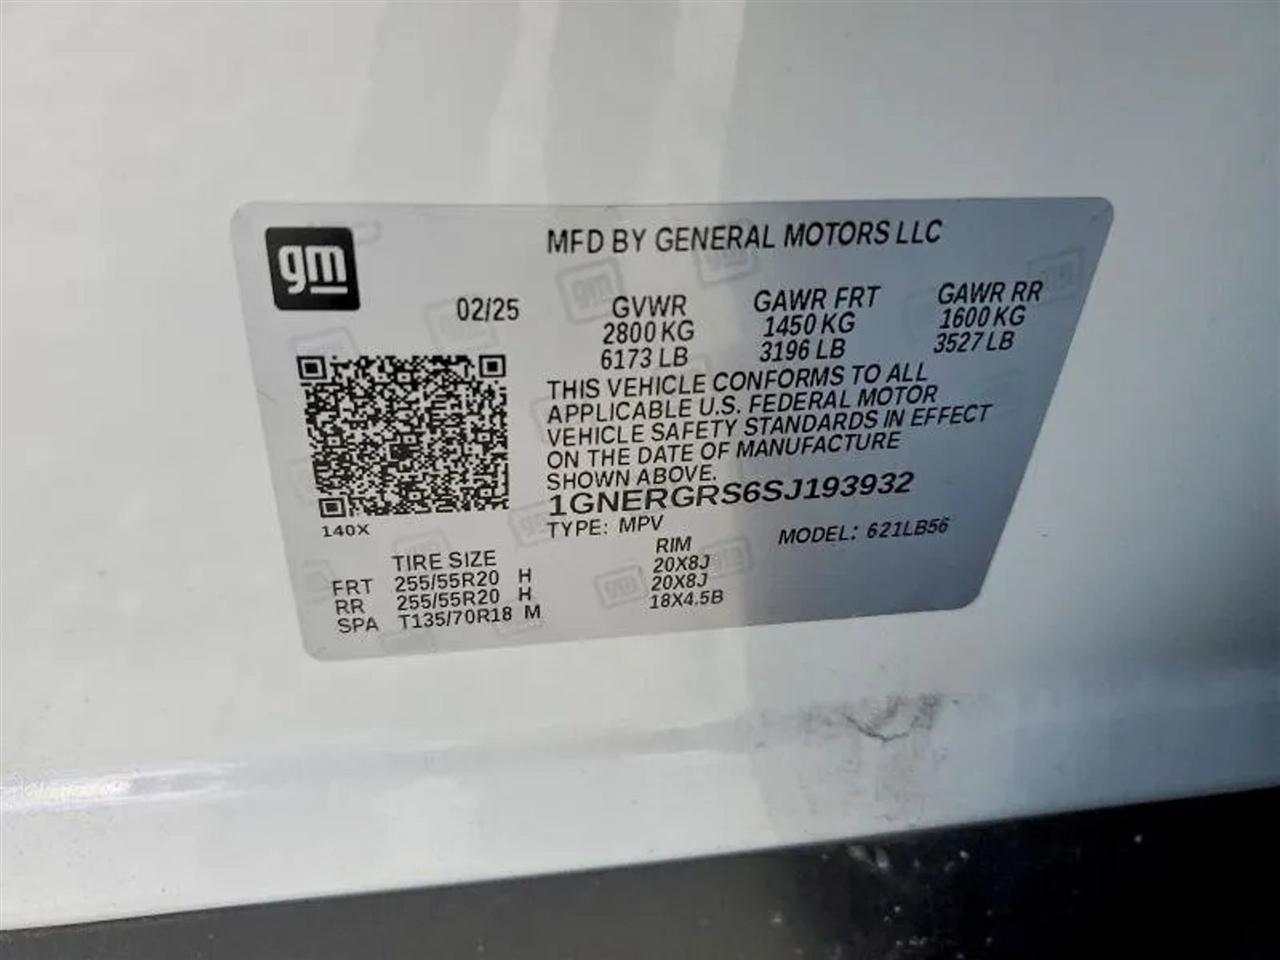 gm
MFD BY GENERAL MOTORS LLC
02/25 GVWR GAWR FRT GAWR RR
2800 KG 1450 KG 1600 KG
6173 LB 3196 LB 3527 LB
THIS VEHICLE CONFORMS TO ALL
APPLICABLE U.S. FEDERAL MOTOR
VEHICLE SAFETY STANDARDS IN EFFECT
ON THE DATE OF MANUFACTURE
SHOWN ABOVE.
1GNERGRS6SJ193932
140X TYPE: MPV MODEL: 621LB56
TIRE SIZE RIM
FRT 255/55R20 H 20X8J
RR 255/55R20 H 20X8J
SPA T135/70R18 M 18X4.5B